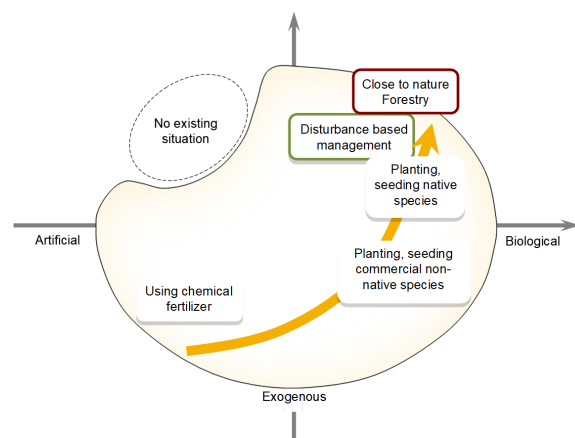 Close to nature
Forestry
No existing
situation
Disturbance based
management
Planting,
seeding native
species
Artificial
Biological
Planting, seeding
commercial non-
native species
Using chemical
fertilizer
Exogenous